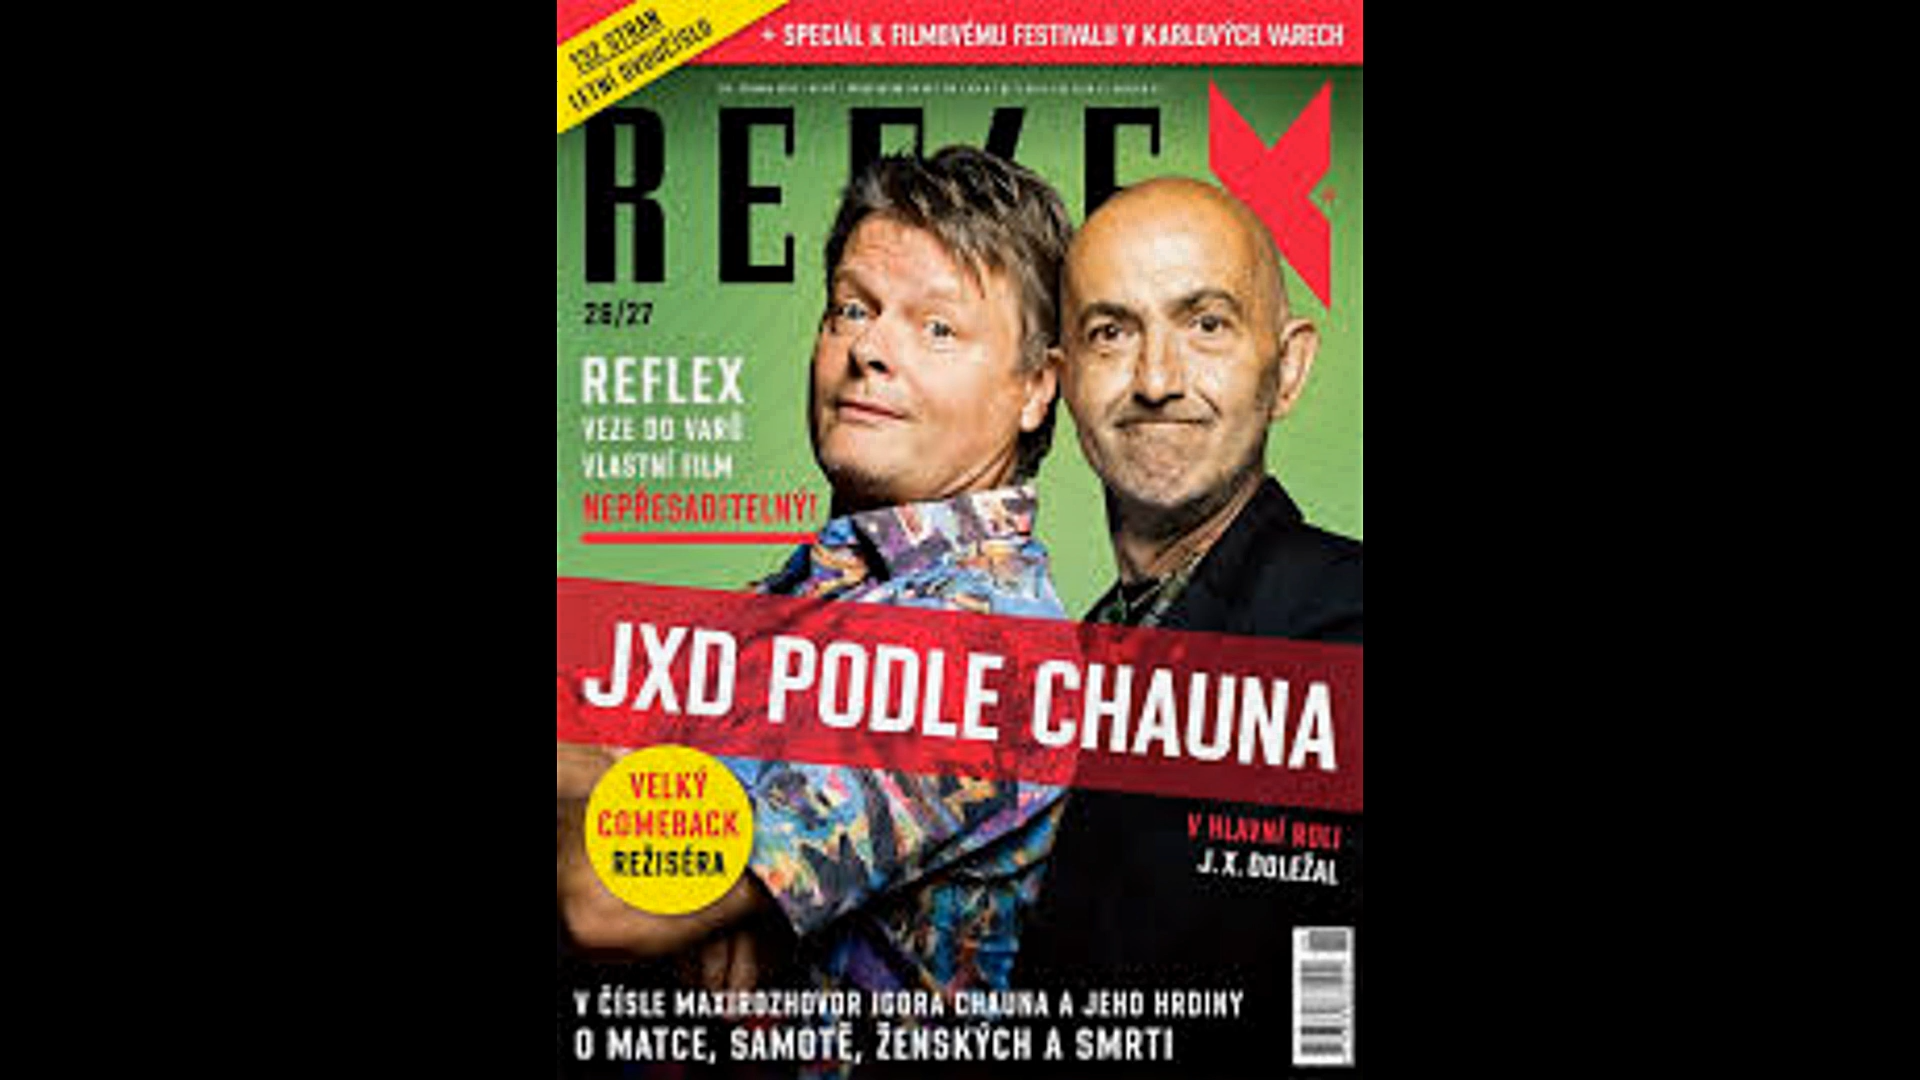 132 STRAN
LETNÍ DVOJČÍSLO
+ SPECIÁL K FILMOVÉMU FESTIVALU V KARLOVÝCH VARECH
REFLEX
26/27
REFLEX
VEZE DO VARŮ
VLASTNÍ FILM
NEPŘESADITELNÝ!
JXD PODLE CHAUNA
VELKÝ
COMEBACK
REŽISÉRA
V HLAVNÍ ROLI
J. X. DOLEŽAL
V ČÍSLE MAXIROZHOVOR IGORA CHAUNA A JEHO HRDINY
O MATCE, SAMOTĚ, ŽENSKÝCH A SMRTI